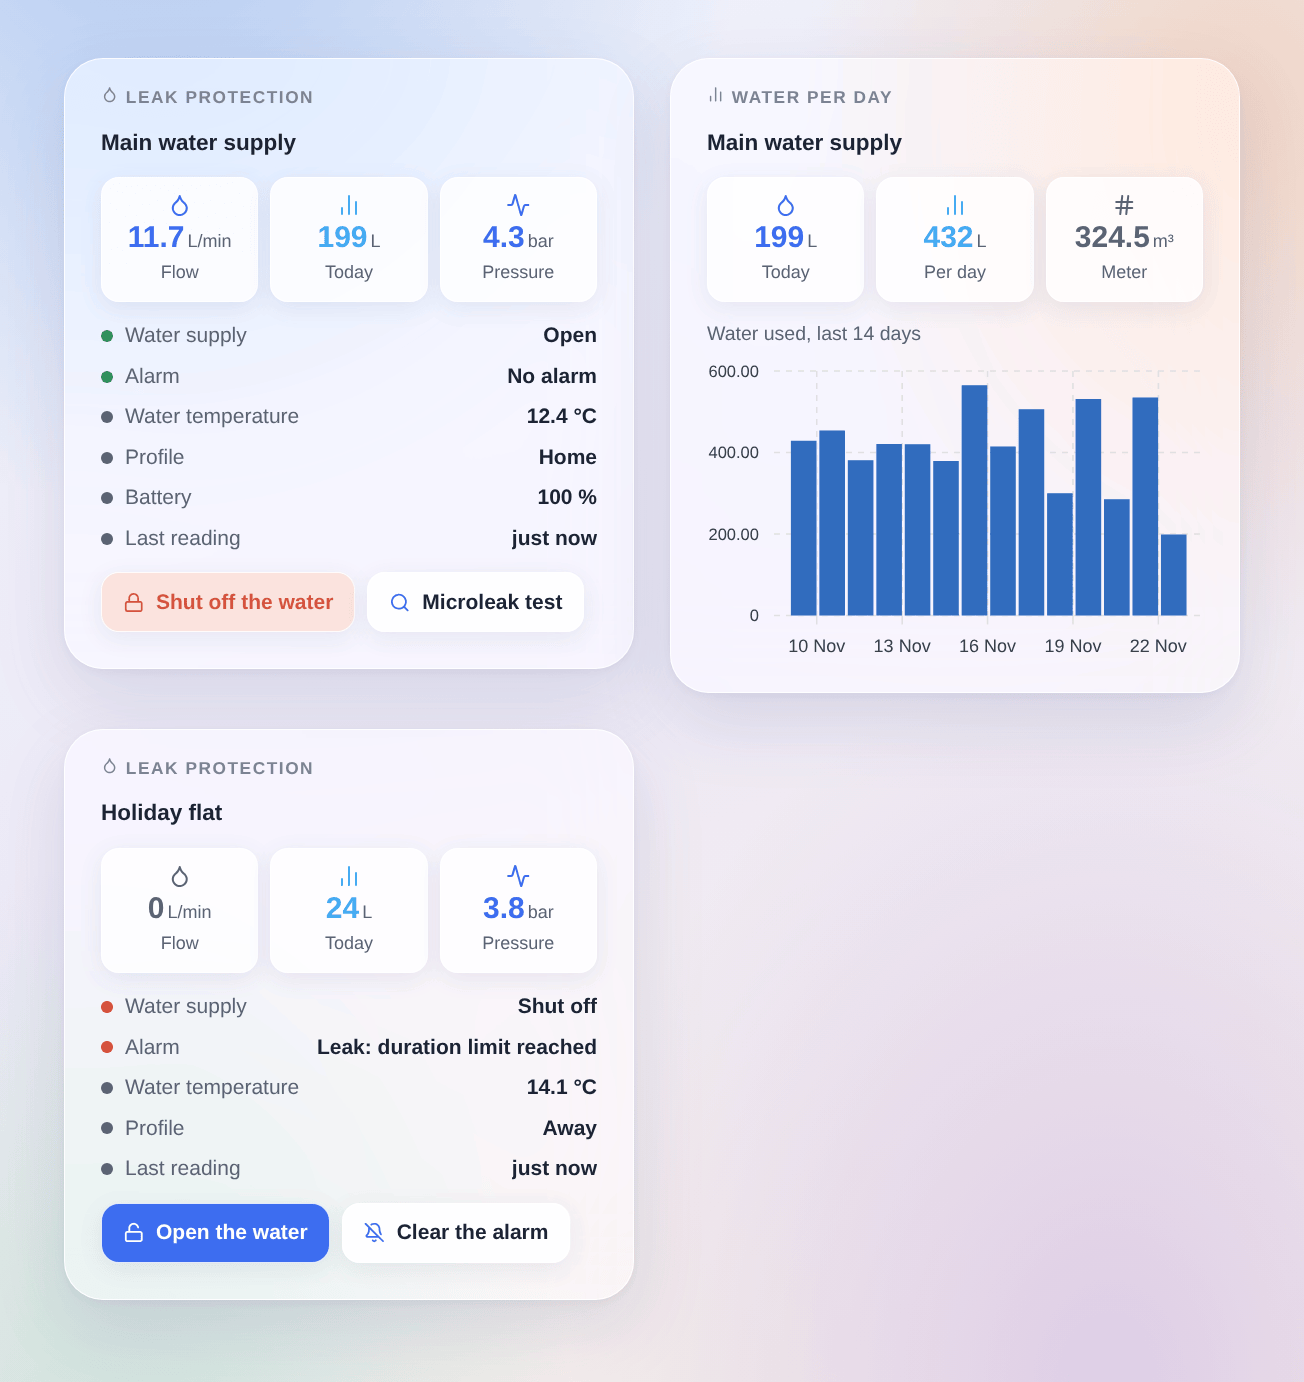 LEAK PROTECTION
Main water supply
11.7 L/min
Flow
199 L
Today
4.3 bar
Pressure
Water supply Open
Alarm No alarm
Water temperature 12.4 °C
Profile Home
Battery 100 %
Last reading just now
Shut off the water
Microleak test
WATER PER DAY
Main water supply
199 L
Today
432 L
Per day
324.5 m³
Meter
Water used, last 14 days
600.00
400.00
200.00
0
10 Nov 13 Nov 16 Nov 19 Nov 22 Nov
LEAK PROTECTION
Holiday flat
0 L/min
Flow
24 L
Today
3.8 bar
Pressure
Water supply Shut off
Alarm Leak: duration limit reached
Water temperature 14.1 °C
Profile Away
Last reading just now
Open the water
Clear the alarm